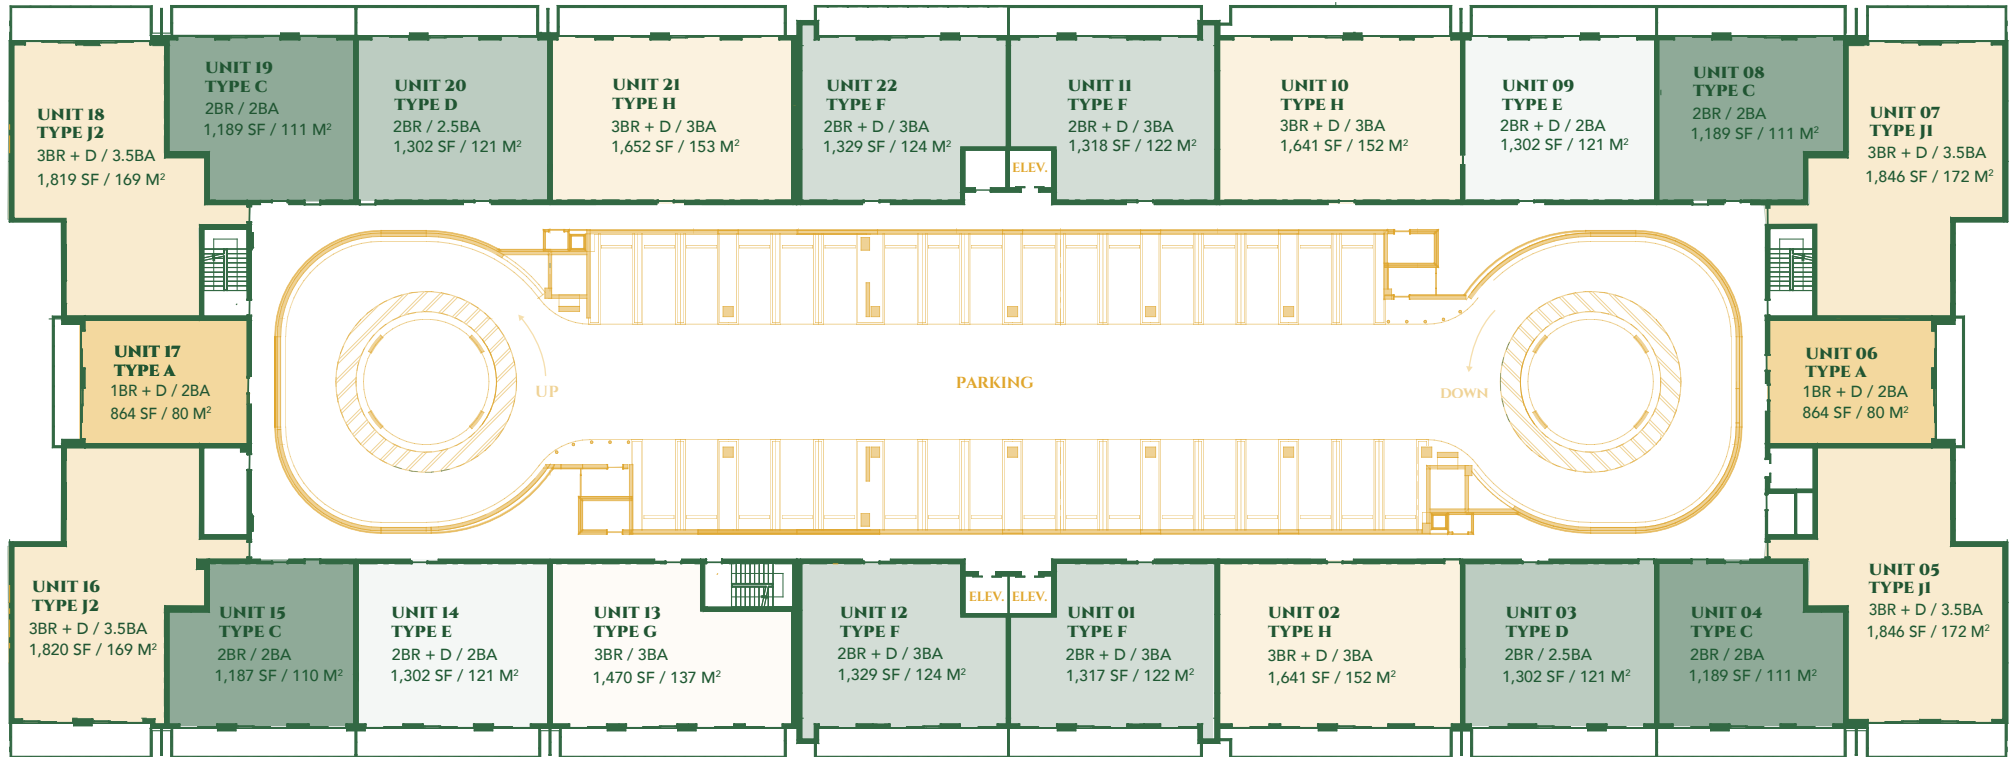 UNIT 18
TYPE J2
3BR + D / 3.5BA
1,819 SF / 169 M²
UNIT 19
TYPE C
2BR / 2BA
1,189 SF / 111 M²
UNIT 20
TYPE D
2BR / 2.5BA
1,302 SF / 121 M²
UNIT 21
TYPE H
3BR + D / 3BA
1,652 SF / 153 M²
UNIT 22
TYPE F
2BR + D / 3BA
1,329 SF / 124 M²
UNIT 11
TYPE F
2BR + D / 3BA
1,318 SF / 122 M²
ELEV.
UNIT 10
TYPE H
3BR + D / 3BA
1,641 SF / 152 M²
UNIT 09
TYPE E
2BR + D / 2BA
1,302 SF / 121 M²
UNIT 08
TYPE C
2BR / 2BA
1,189 SF / 111 M²
UNIT 07
TYPE J1
3BR + D / 3.5BA
1,846 SF / 172 M²
UNIT 17
TYPE A
1BR + D / 2BA
864 SF / 80 M²
UP
PARKING
DOWN
UNIT 06
TYPE A
1BR + D / 2BA
864 SF / 80 M²
UNIT 16
TYPE J2
3BR + D / 3.5BA
1,820 SF / 169 M²
UNIT 15
TYPE C
2BR / 2BA
1,187 SF / 110 M²
UNIT 14
TYPE E
2BR + D / 2BA
1,302 SF / 121 M²
UNIT 13
TYPE G
3BR / 3BA
1,470 SF / 137 M²
UNIT 12
TYPE F
2BR + D / 3BA
1,329 SF / 124 M²
ELEV.
ELEV.
UNIT 01
TYPE F
2BR + D / 3BA
1,317 SF / 122 M²
UNIT 02
TYPE H
3BR + D / 3BA
1,641 SF / 152 M²
UNIT 03
TYPE D
2BR / 2.5BA
1,302 SF / 121 M²
UNIT 04
TYPE C
2BR / 2BA
1,189 SF / 111 M²
UNIT 05
TYPE J1
3BR + D / 3.5BA
1,846 SF / 172 M²